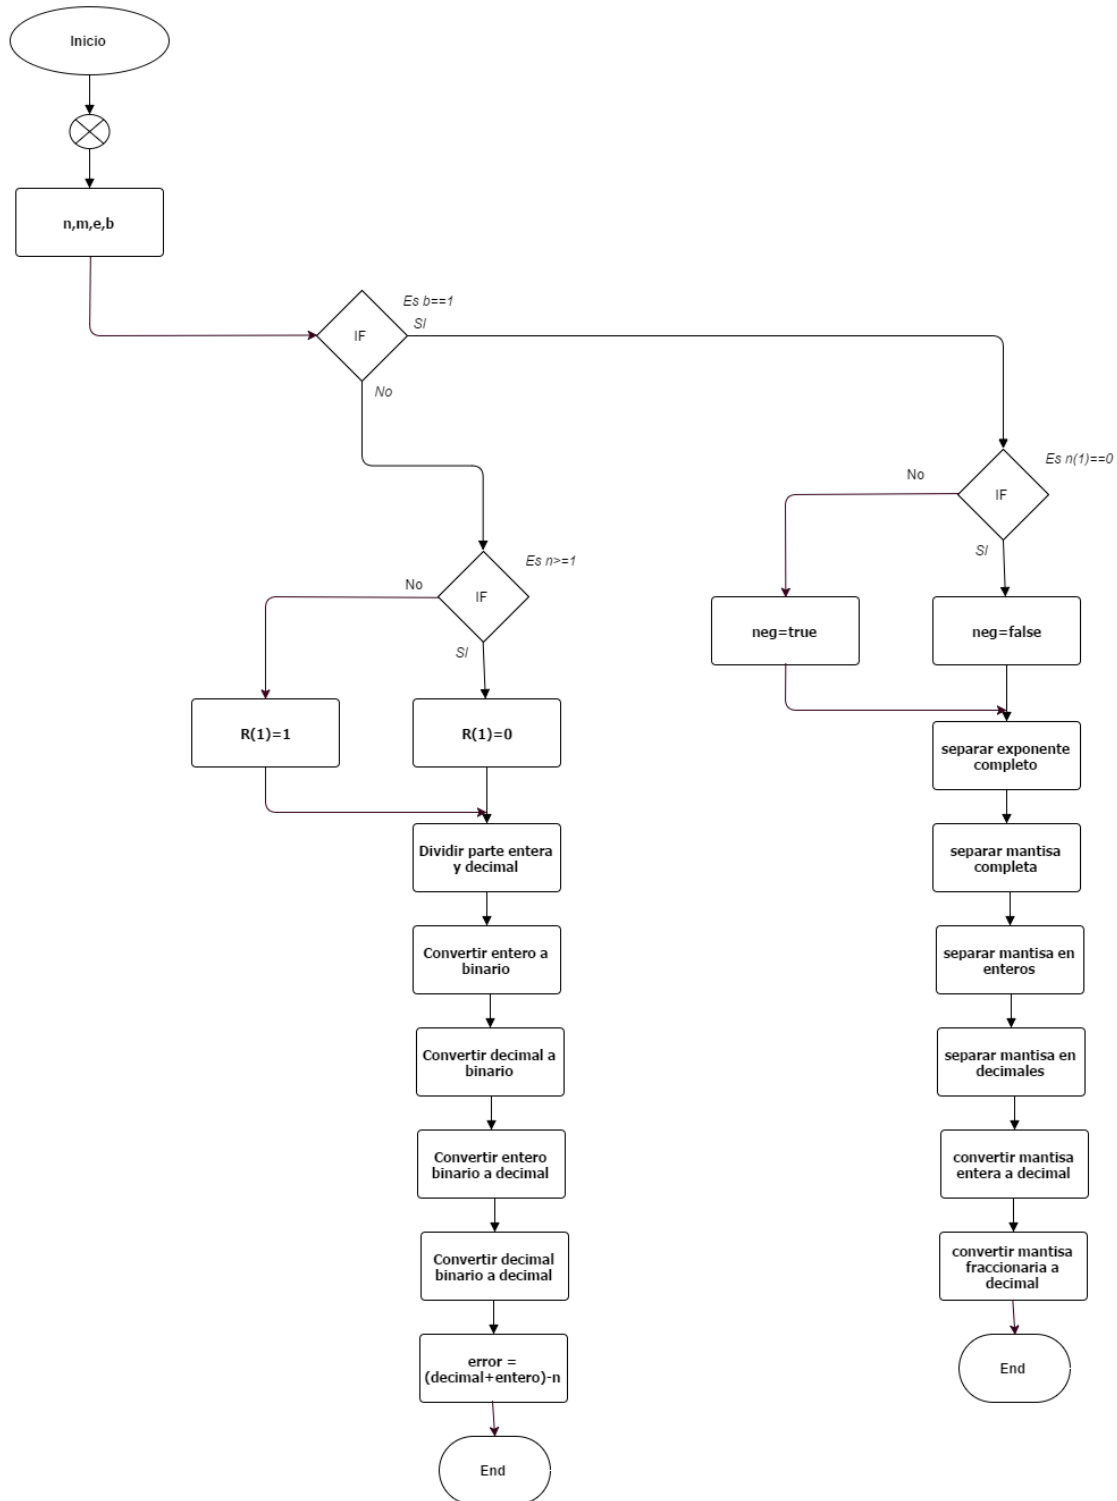 Inicio
n,m,e,b
Es b==1
SI
IF
No
Es n(1)==0
No
IF
SI
Es n>=1
No
IF
SI
neg=true
neg=false
R(1)=1
R(1)=0
separar exponente
completo
Dividir parte entera
y decimal
separar mantisa
completa
Convertir entero a
binario
separar mantisa en
enteros
Convertir decimal a
binario
separar mantisa en
decimales
Convertir entero
binario a decimal
convertir mantisa
entera a decimal
Convertir decimal
binario a decimal
convertir mantisa
fraccionaria a
decimal
error =
(decimal+entero)-n
End
End